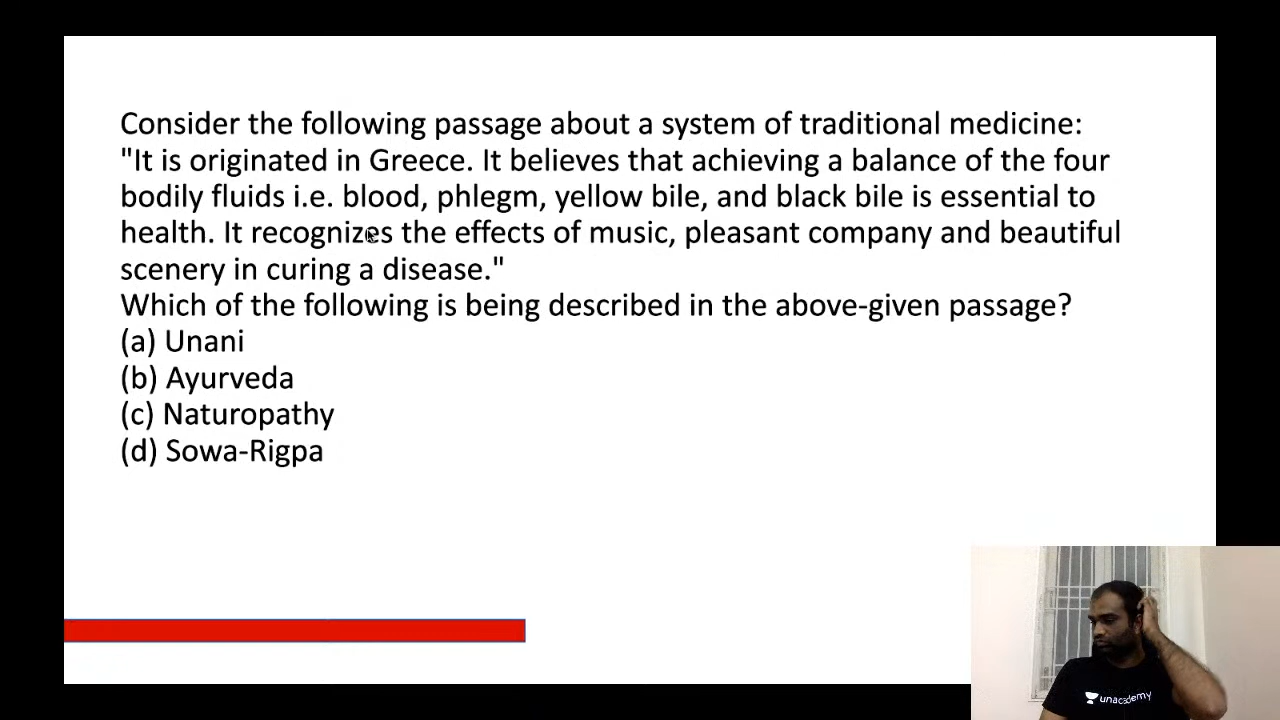 Consider the following passage about a system of traditional medicine:
"It is originated in Greece. It believes that achieving a balance of the four
bodily fluids i.e. blood, phlegm, yellow bile, and black bile is essential to
health. It recognizes the effects of music, pleasant company and beautiful
scenery in curing a disease."
Which of the following is being described in the above-given passage?
(a) Unani
(b) Ayurveda
(c) Naturopathy
(d) Sowa-Rigpa
unacademy